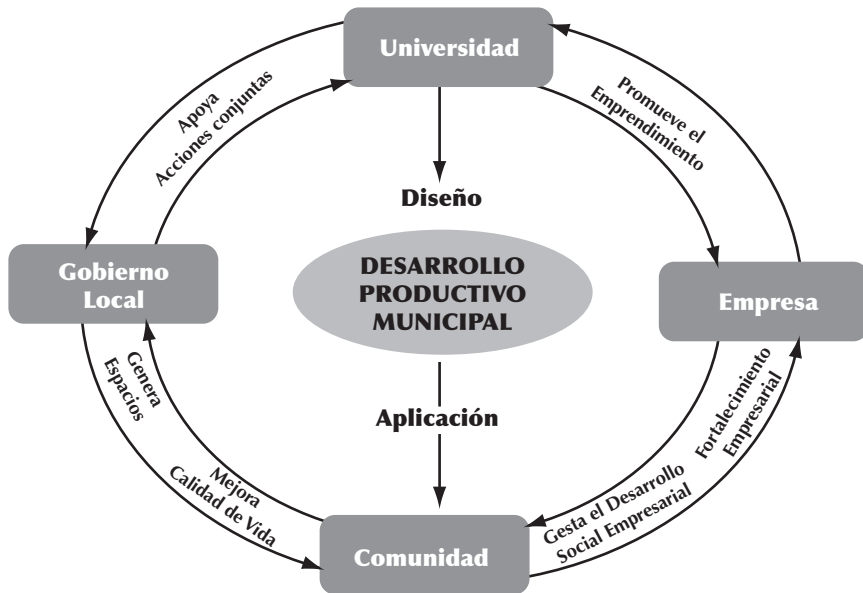 Universidad
Apoya
Acciones conjuntas
Promueve el
Emprendimiento
Diseño
Gobierno
Local
DESARROLLO
PRODUCTIVO
MUNICIPAL
Empresa
Genera
Espacios
Mejora
Calidad de Vida
Aplicación
Fortalecimiento
Empresarial
Gesta el Desarrollo
Social Empresarial
Comunidad